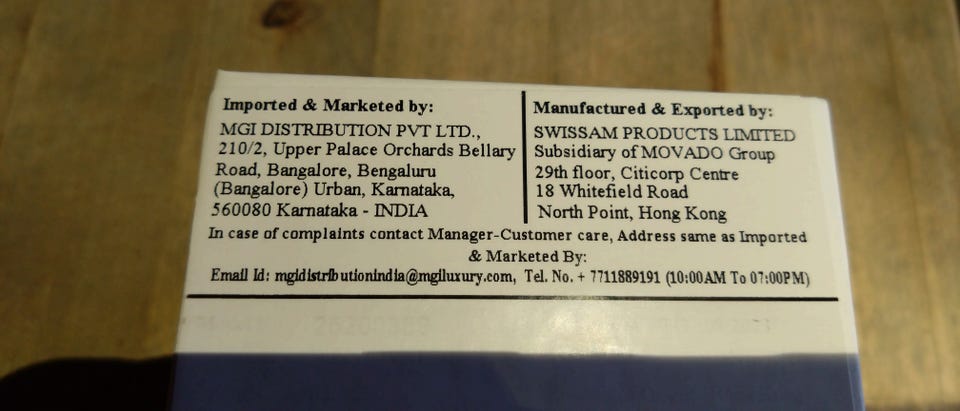 Imported & Marketed by:
MGI DISTRIBUTION PVT LTD.,
210/2, Upper Palace Orchards Bellary
Road, Bangalore, Bengaluru
(Bangalore) Urban, Karnataka,
560080 Karnataka - INDIA
Manufactured & Exported by:
SWISSAM PRODUCTS LIMITED
Subsidiary of MOVADO Group
29th floor, Citicorp Centre
18 Whitefield Road
North Point, Hong Kong
In case of complaints contact Manager-Customer care, Address same as Imported
& Marketed By:
Email Id: mgidistributionindia@mgiluxury.com, Tel. No. + 7711889191 (10:00AM To 07:00PM)